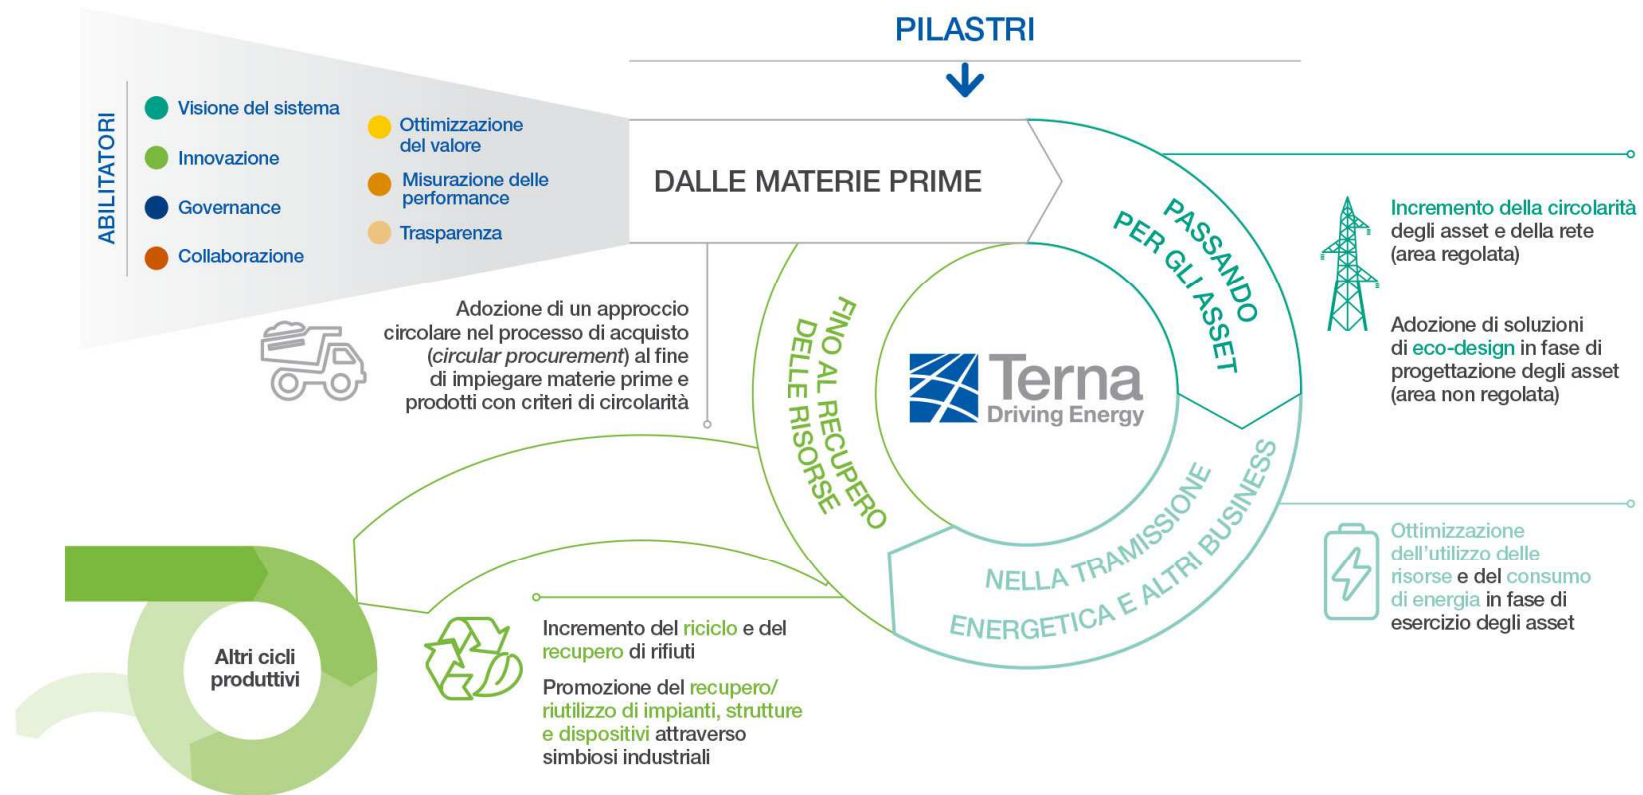 PILASTRI
ABILITATORI
Visione del sistema
Innovazione
Governance
Collaborazione
Ottimizzazione
del valore
Misurazione delle
performance
Trasparenza
DALLE MATERIE PRIME
PASSANDO
PER GLI ASSET
Incremento della circolarità
degli asset e della rete
(area regolata)
Adozione di soluzioni
di eco-design in fase di
progettazione degli asset
(area non regolata)
Adozione di un approccio
circolare nel processo di acquisto
(circular procurement) al fine
di impiegare materie prime e
prodotti con criteri di circolarità
FINO AL RECUPERO
DELLE RISORSE
Terna
Driving Energy
NELLA TRAMISSIONE
ENERGETICA E ALTRI BUSINESS
Ottimizzazione
dell'utilizzo delle
risorse e del consumo
di energia in fase di
esercizio degli asset
Altri cicli
produttivi
Incremento del riciclo e del
recupero di rifiuti
Promozione del recupero/
riutilizzo di impianti, strutture
e dispositivi attraverso
simbiosi industriali